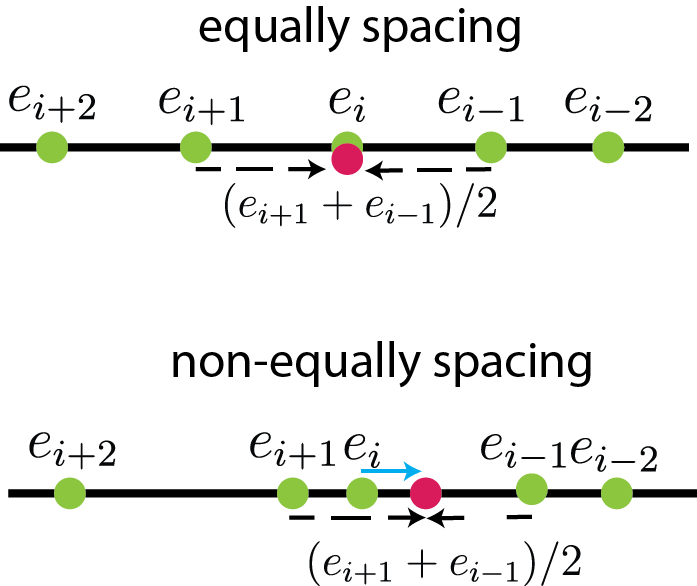 equally spacing
e_{i+2} e_{i+1} e_i e_{i-1} e_{i-2}
(e_{i+1} + e_{i-1})/2
non-equally spacing
e_{i+2} e_{i+1} e_i e_{i-1} e_{i-2}
(e_{i+1} + e_{i-1})/2